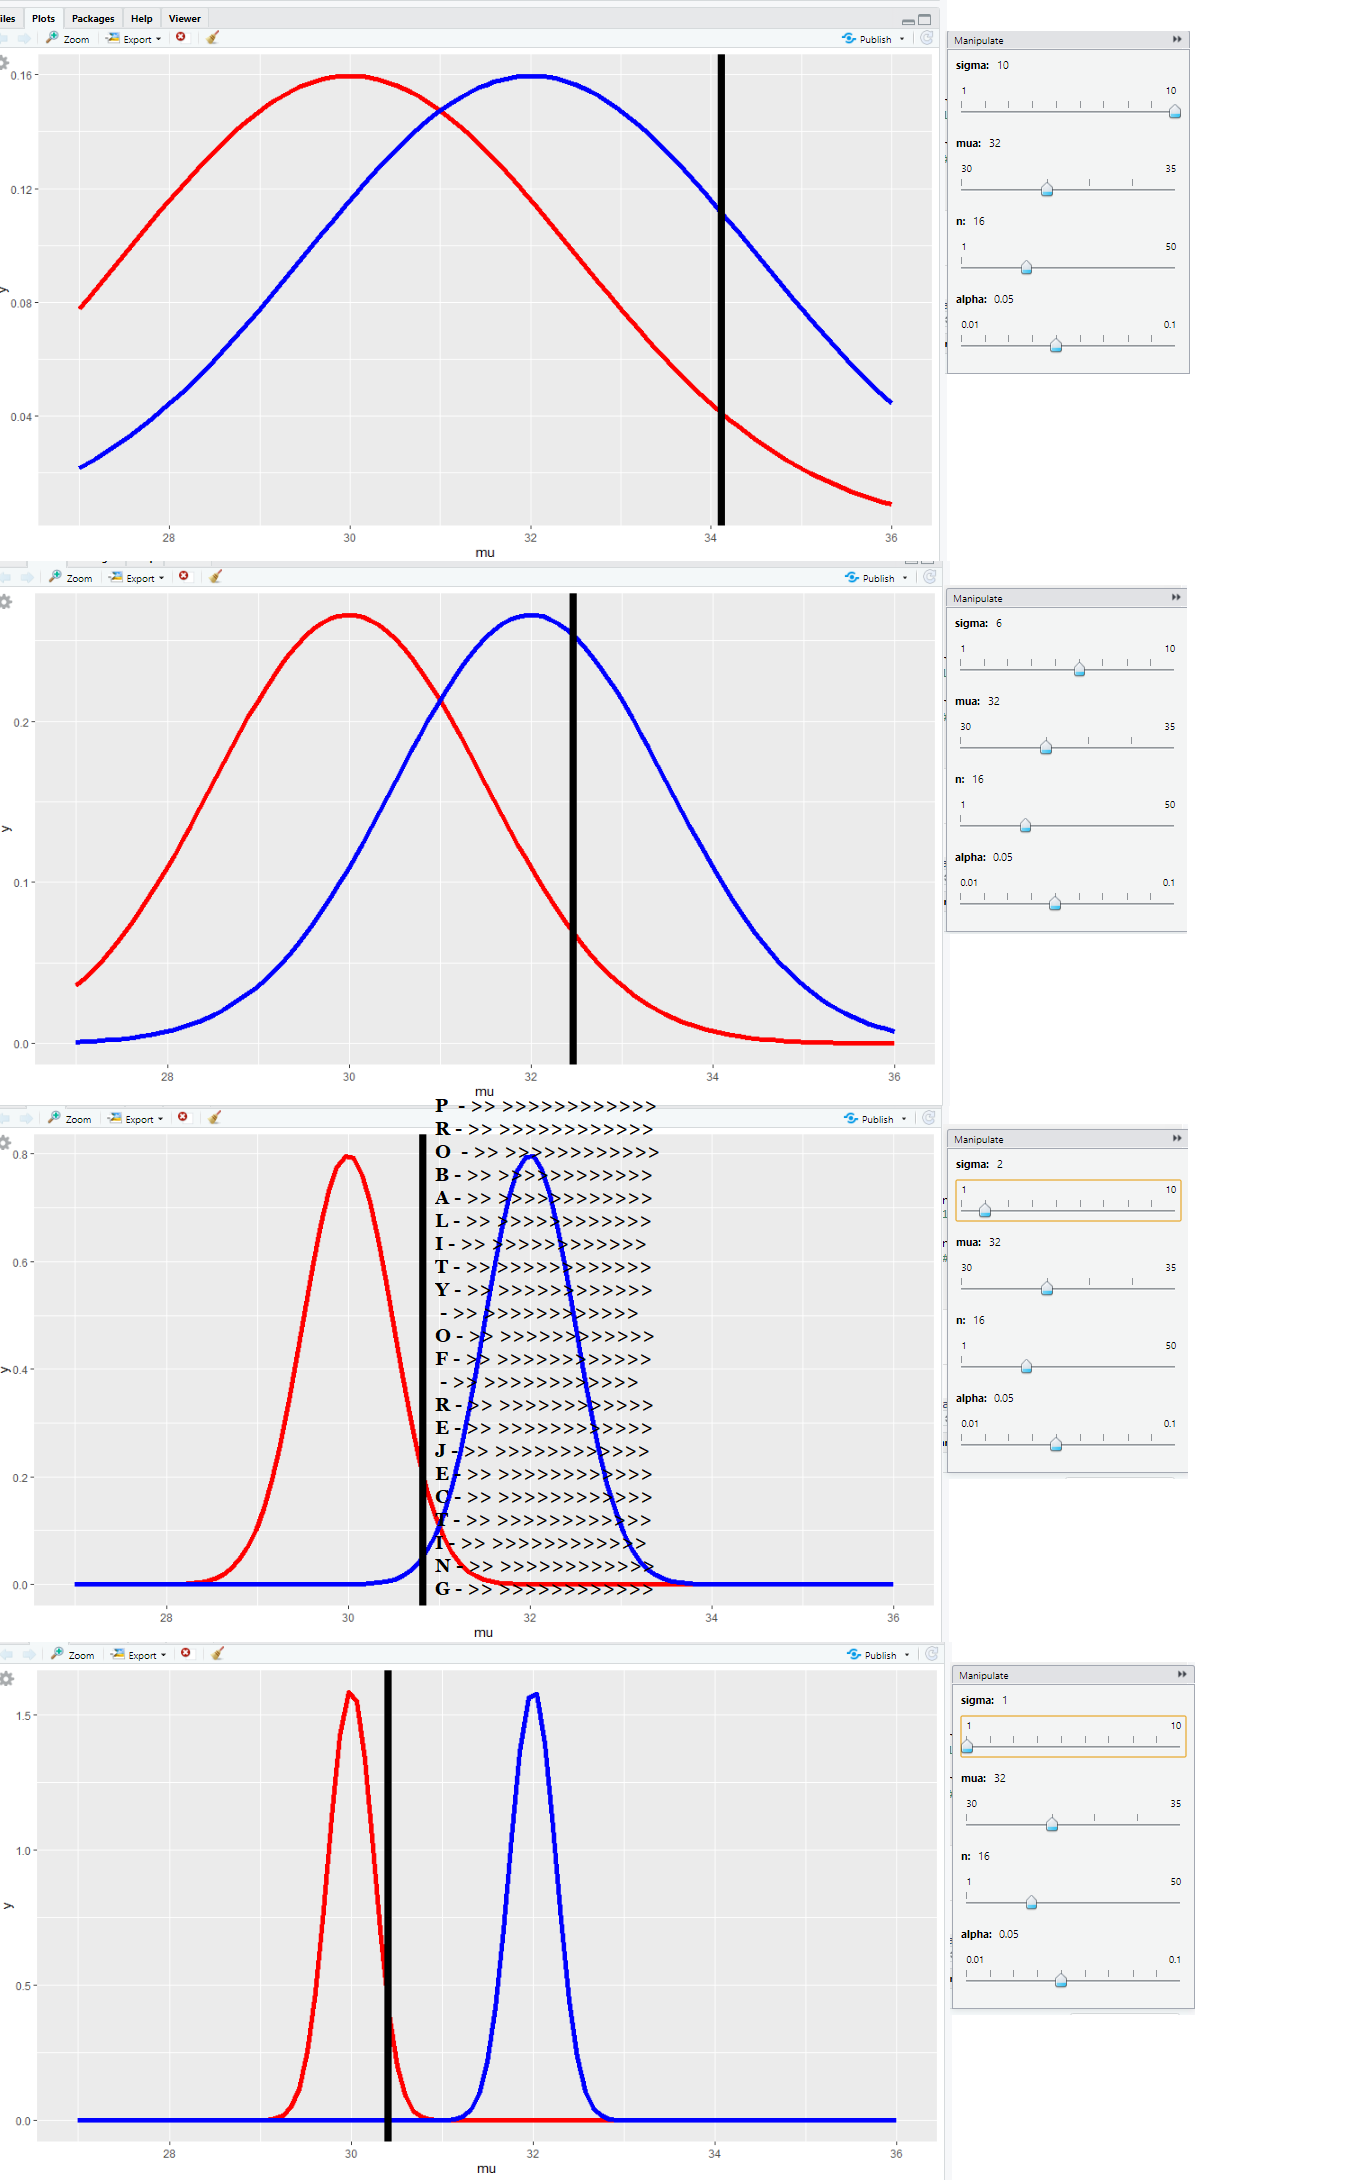 iles Plots Packages Help Viewer
Zoom Export Publish
0.16
0.12
0.08
0.04
y
28 30 32 34 36
mu
Manipulate
sigma: 10
1 10
mua: 32
30 35
n: 16
1 50
alpha: 0.05
0.01 0.1
Zoom Export Publish
0.2
0.1
0.0
y
28 30 32 34 36
mu
Manipulate
sigma: 6
1 10
mua: 32
30 35
n: 16
1 50
alpha: 0.05
0.01 0.1
Zoom Export Publish
0.8
0.6
0.4
0.2
0.0
y
28 30 32 34 36
mu
P - >> >>>>>>>>>>>>
R - >> >>>>>>>>>>>>
O - >> >>>>>>>>>>>>
B - >> >>>>>>>>>>>>
A - >> >>>>>>>>>>>>
L - >> >>>>>>>>>>>>
I - >> >>>>>>>>>>>>
T - >> >>>>>>>>>>>>
Y - >> >>>>>>>>>>>>
- >> >>>>>>>>>>>>
O - >> >>>>>>>>>>>>
F - >> >>>>>>>>>>>>
- >> >>>>>>>>>>>>
R - >> >>>>>>>>>>>>
E - >> >>>>>>>>>>>>
J - >> >>>>>>>>>>>>
E - >> >>>>>>>>>>>>
C - >> >>>>>>>>>>>>
T - >> >>>>>>>>>>>>
I - >> >>>>>>>>>>>>
N - >> >>>>>>>>>>>>
G - >> >>>>>>>>>>>>
Manipulate
sigma: 2
1 10
mua: 32
30 35
n: 16
1 50
alpha: 0.05
0.01 0.1
Zoom Export Publish
1.5
1.0
0.5
0.0
y
28 30 32 34 36
mu
Manipulate
sigma: 1
1 10
mua: 32
30 35
n: 16
1 50
alpha: 0.05
0.01 0.1